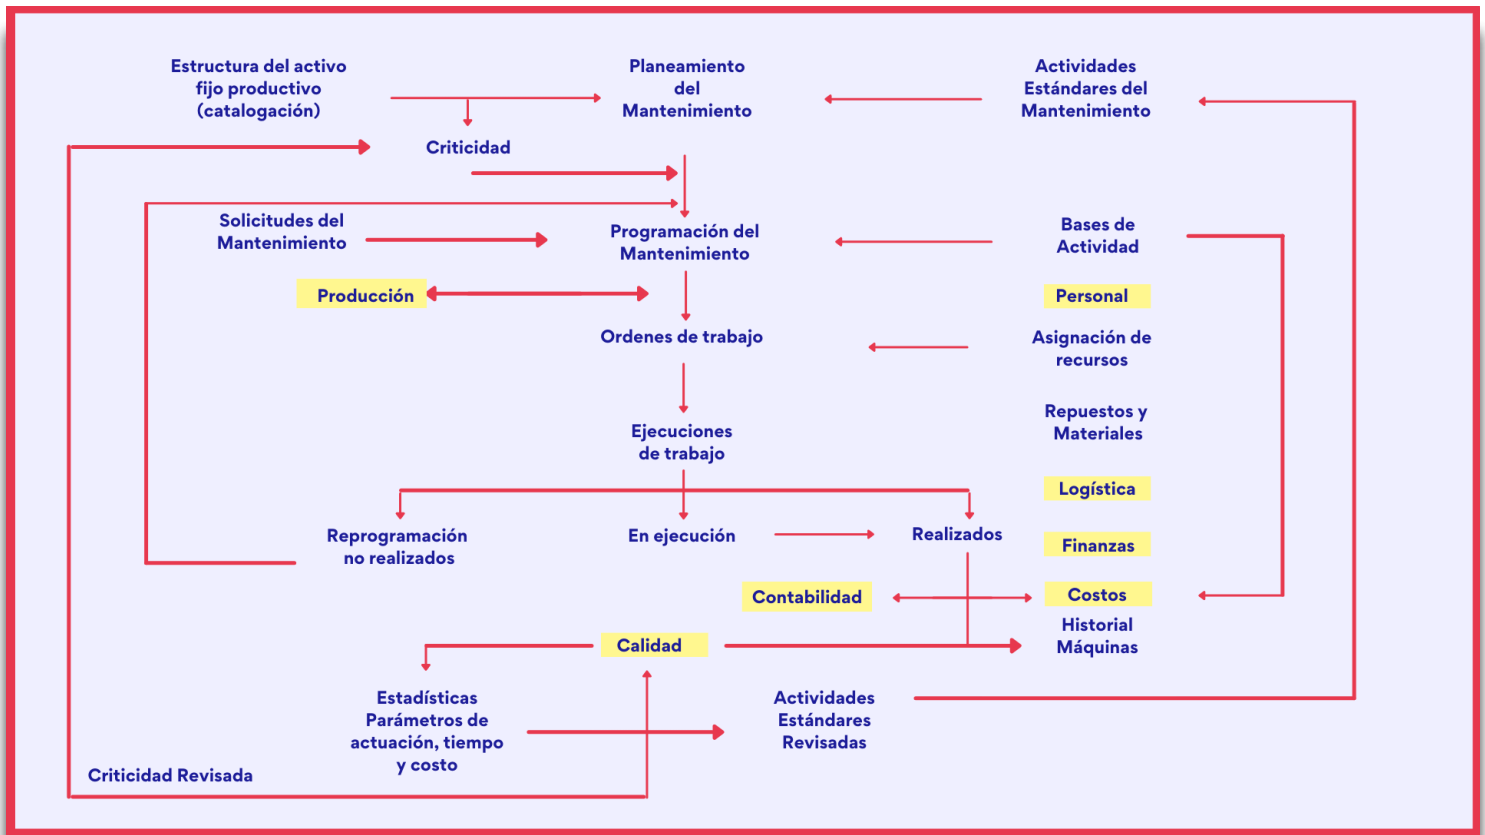 Estructura del activo
fijo productivo
(catalogación)
Planeamiento
del
Mantenimiento
Actividades
Estándares del
Mantenimiento
Criticidad
Solicitudes del
Mantenimiento
Programación del
Mantenimiento
Bases de
Actividad
Producción
Personal
Ordenes de trabajo
Asignación de
recursos
Repuestos y
Materiales
Ejecuciones
de trabajo
Logística
Reprogramación
no realizados
En ejecución
Realizados
Finanzas
Contabilidad
Costos
Historial
Máquinas
Calidad
Estadísticas
Parámetros de
actuación, tiempo
y costo
Actividades
Estándares
Revisadas
Criticidad Revisada